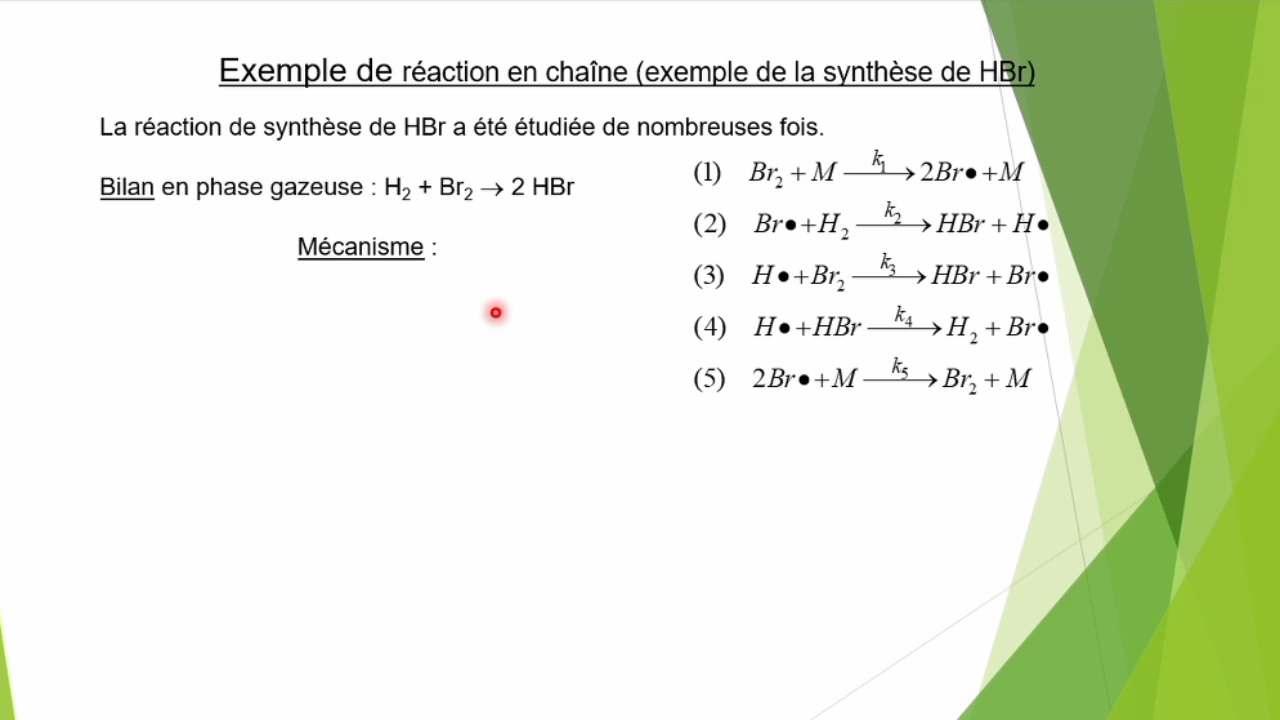 Exemple de réaction en chaîne (exemple de la synthèse de HBr)
La réaction de synthèse de HBr a été étudiée de nombreuses fois.
Bilan en phase gazeuse : H₂ + Br₂ → 2 HBr
Mécanisme :
(1) Br₂ + M —k₁→ 2Br● + M
(2) Br● + H₂ —k₂→ HBr + H●
(3) H● + Br₂ —k₃→ HBr + Br●
(4) H● + HBr —k₄→ H₂ + Br●
(5) 2Br● + M —k₅→ Br₂ + M